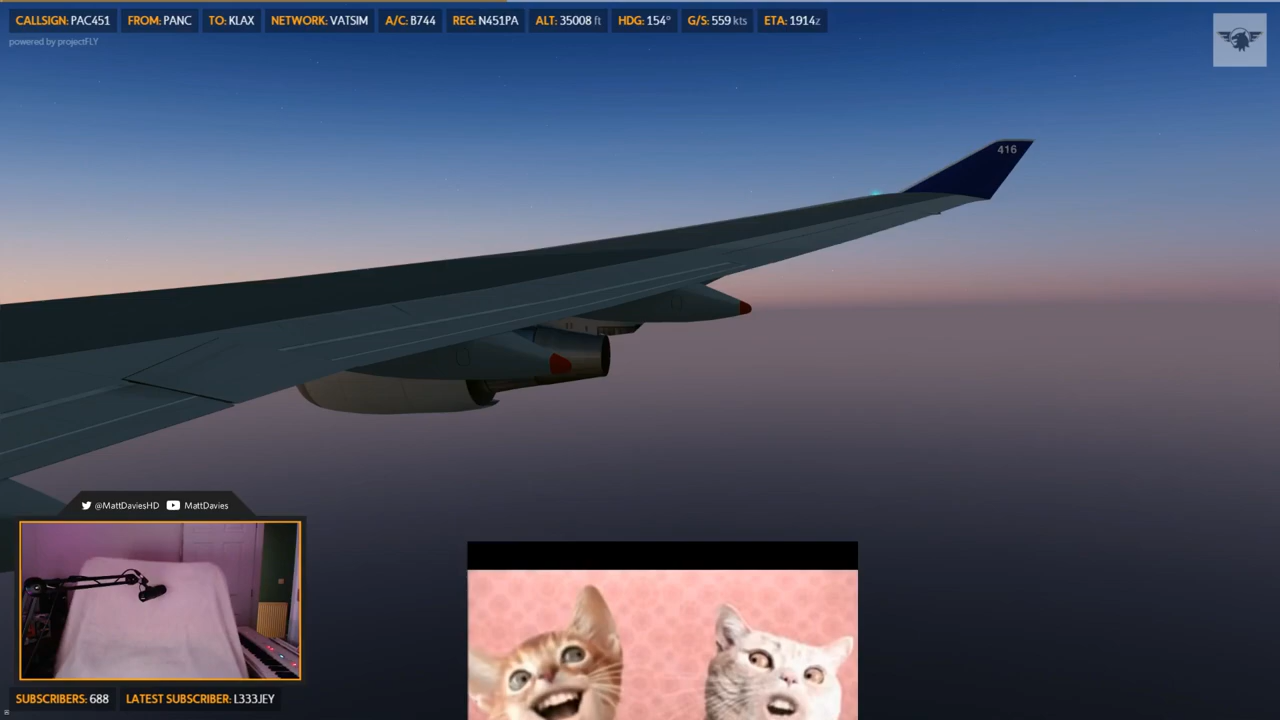 CALLSIGN: PAC451 FROM: PANC TO: KLAX NETWORK: VATSIM A/C: B744 REG: N451PA ALT: 35008 ft HDG: 154° G/S: 559 kts ETA: 1914z
powered by projectFLY
416
@MattDaviesHD MattDavies
SUBSCRIBERS: 688 LATEST SUBSCRIBER: L333JEY